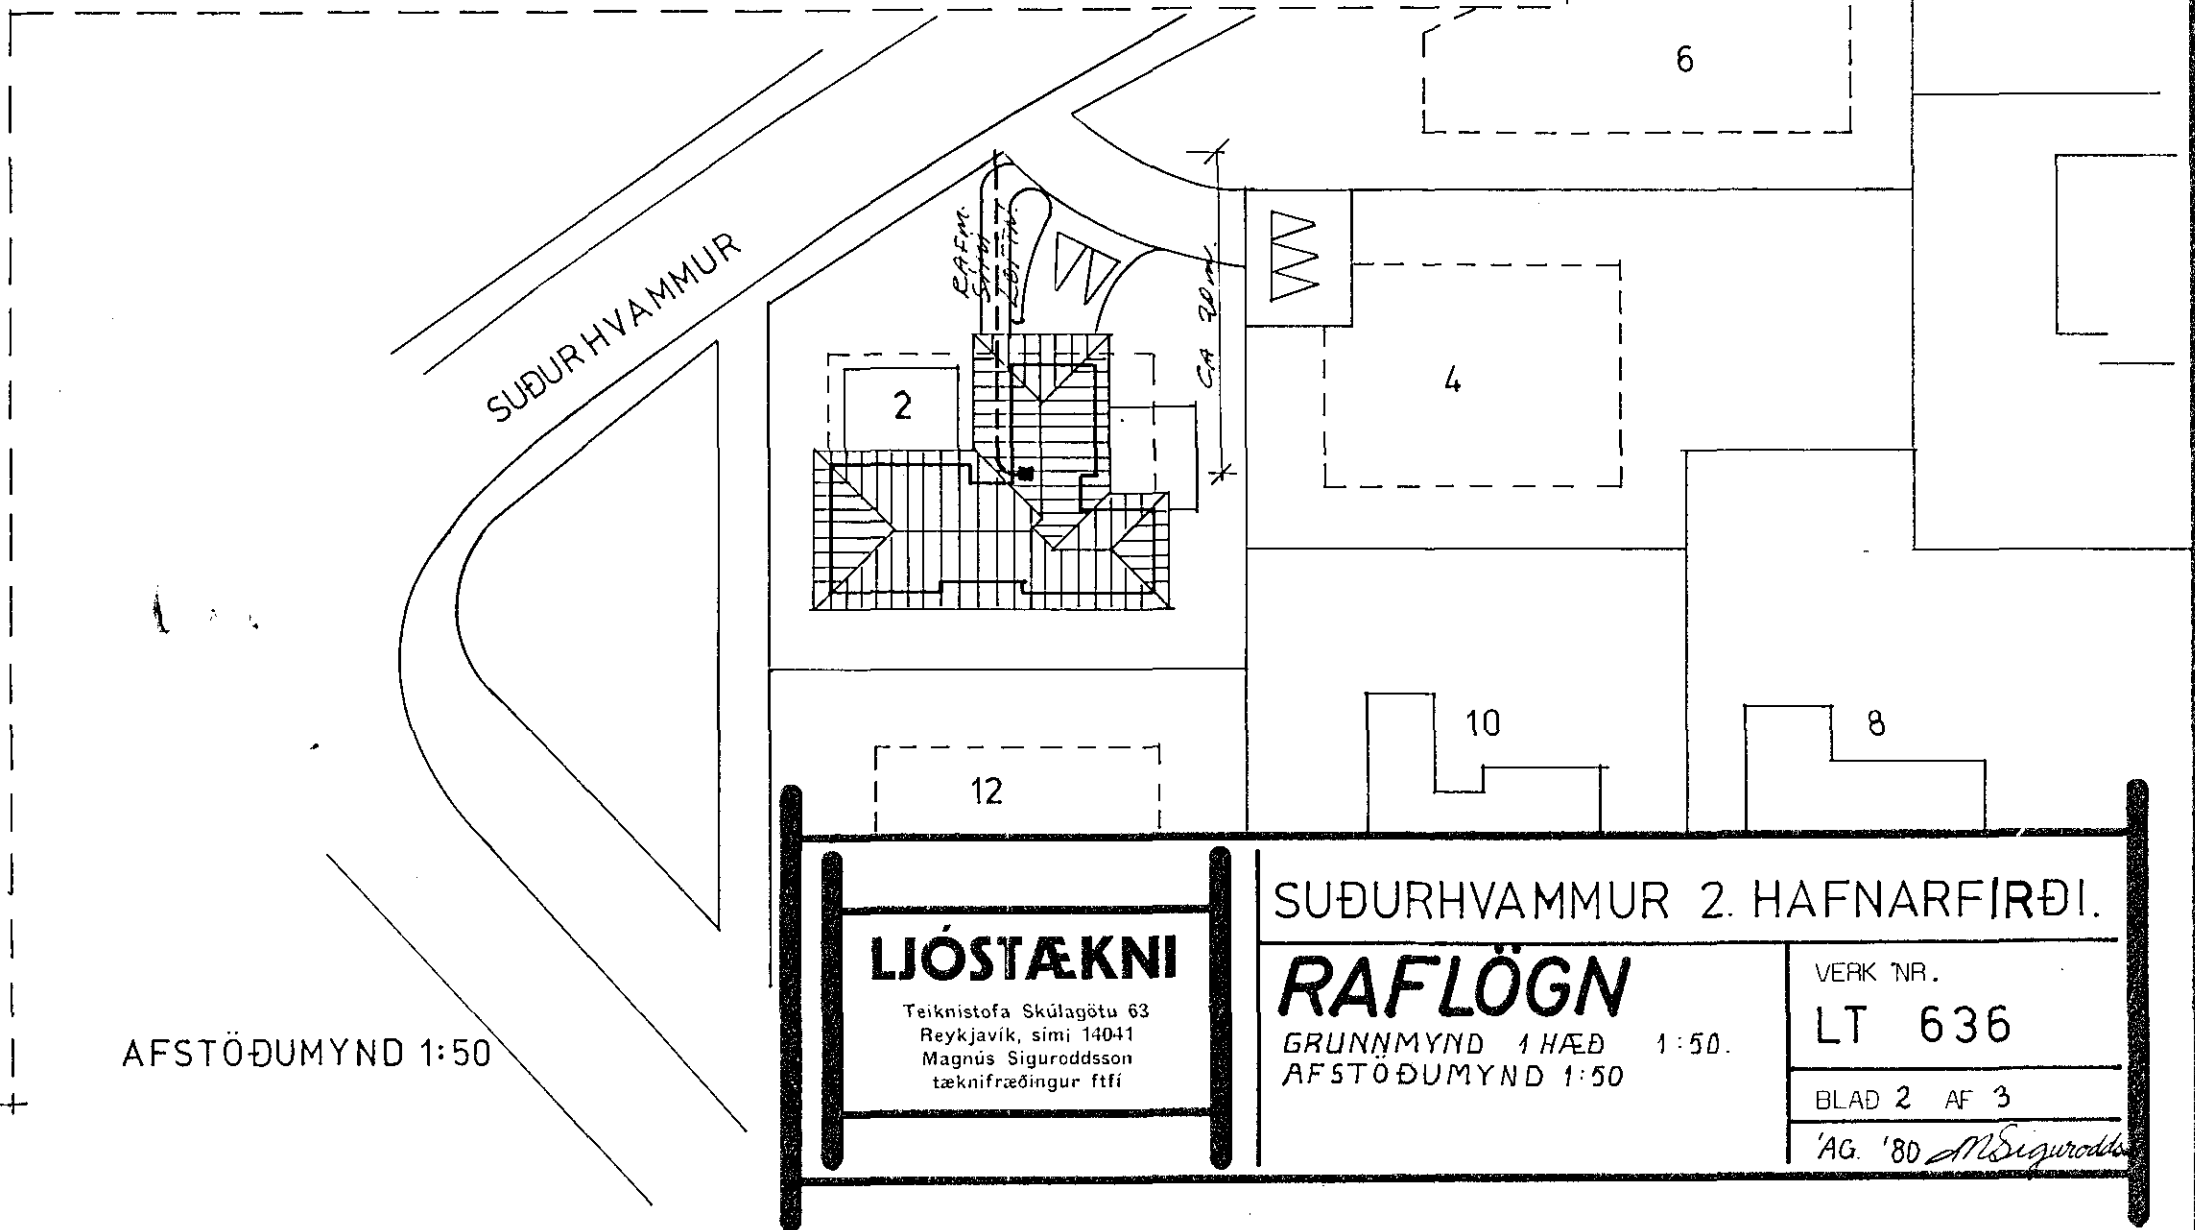 6
SUÐURHVAMMUR
RAFM.
SÍMI
CA 20 m.
2
4
10
8
12
AFSTÖÐUMYND 1:50
LJÓSTÆKNI
Teiknistofa Skúlagötu 63
Reykjavík, sími 14041
Magnús Siguroddsson
tæknifræðingur ftfí
SUÐURHVAMMUR 2. HAFNARFIRÐI.
RAFLÖGN
GRUNNMYND 1 HÆÐ 1:50.
AFSTÖÐUMYND 1:50
VERK NR.
LT 636
BLAÐ 2 AF 3
'AG. '80 MSigurodds